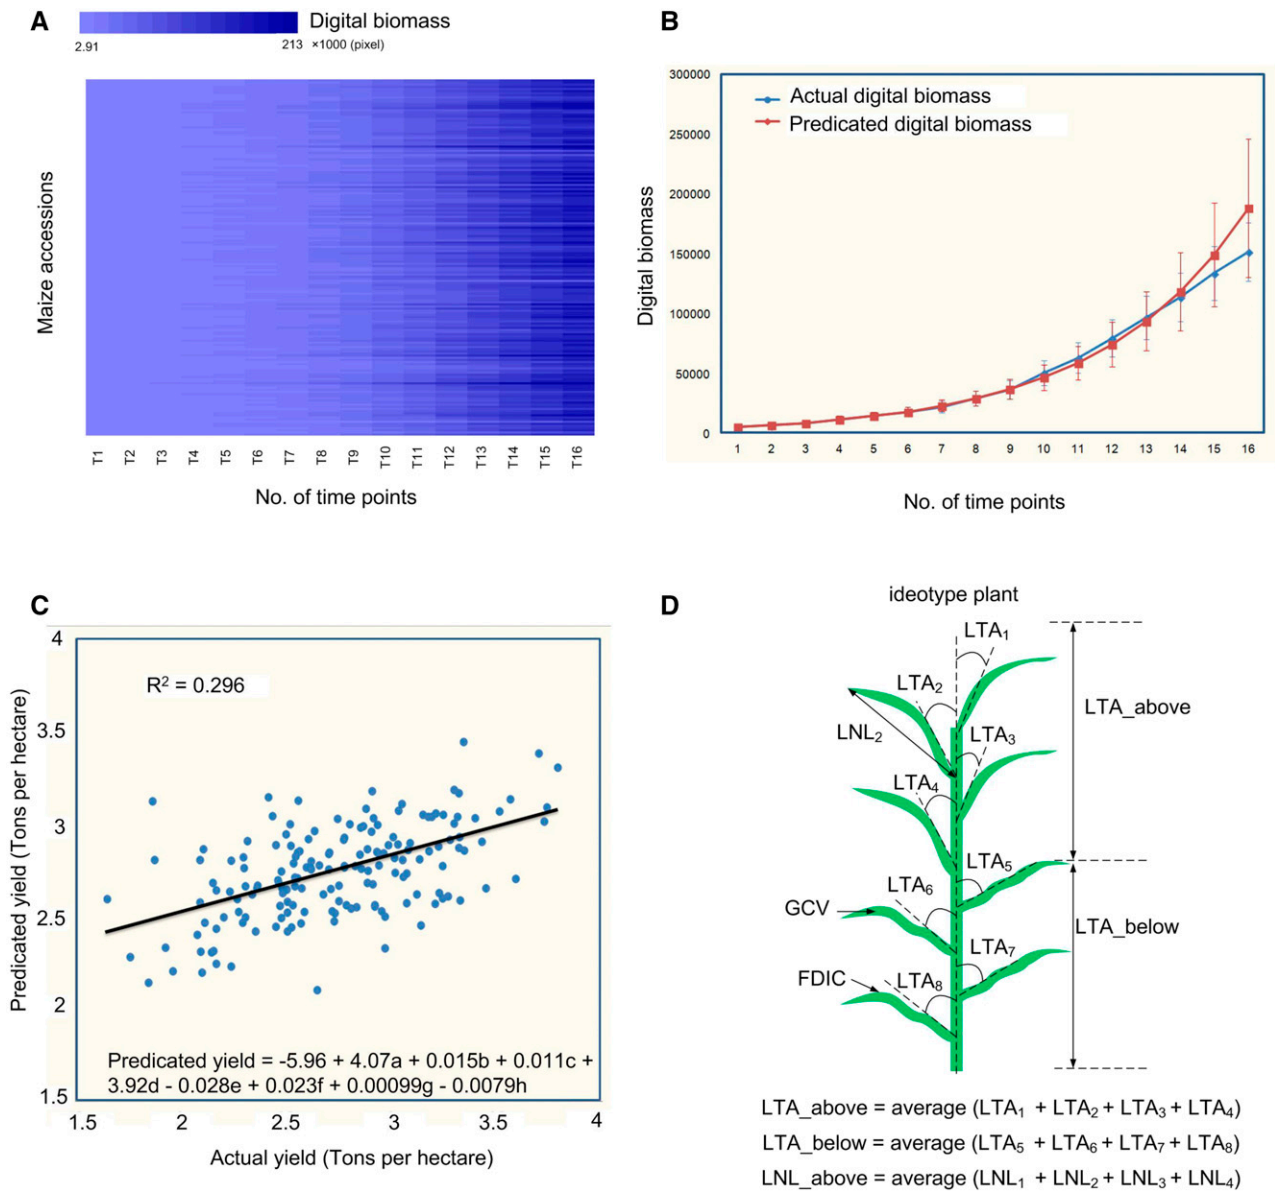 A
Digital biomass
2.91
213 ×1000 (pixel)
Maize accessions
T1 T2 T3 T4 T5 T6 T7 T8 T9 T10 T11 T12 T13 T14 T15 T16
No. of time points
B
300000
250000
200000
150000
100000
50000
0
Actual digital biomass
Predicated digital biomass
Digital biomass
1 2 3 4 5 6 7 8 9 10 11 12 13 14 15 16
No. of time points
C
4
3.5
3
2.5
2
1.5
R² = 0.296
Predicated yield (Tons per hectare)
Predicated yield = -5.96 + 4.07a + 0.015b + 0.011c +
3.92d - 0.028e + 0.023f + 0.00099g - 0.0079h
1.5 2 2.5 3 3.5 4
Actual yield (Tons per hectare)
D
ideotype plant
LTA₁
LTA₂
LNL₂
LTA₃
LTA_above
LTA₄
LTA₅
LTA₆
GCV
LTA_below
LTA₇
FDIC
LTA₈
LTA_above = average (LTA₁ + LTA₂ + LTA₃ + LTA₄)
LTA_below = average (LTA₅ + LTA₆ + LTA₇ + LTA₈)
LNL_above = average (LNL₁ + LNL₂ + LNL₃ + LNL₄)